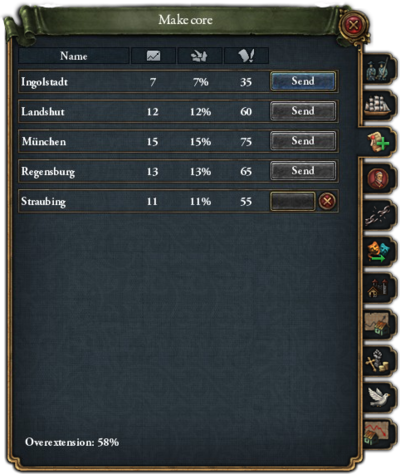 Make core
Name
Ingolstadt 7 7% 35 Send
Landshut 12 12% 60 Send
München 15 15% 75 Send
Regensburg 13 13% 65 Send
Straubing 11 11% 55
Overextension: 58%